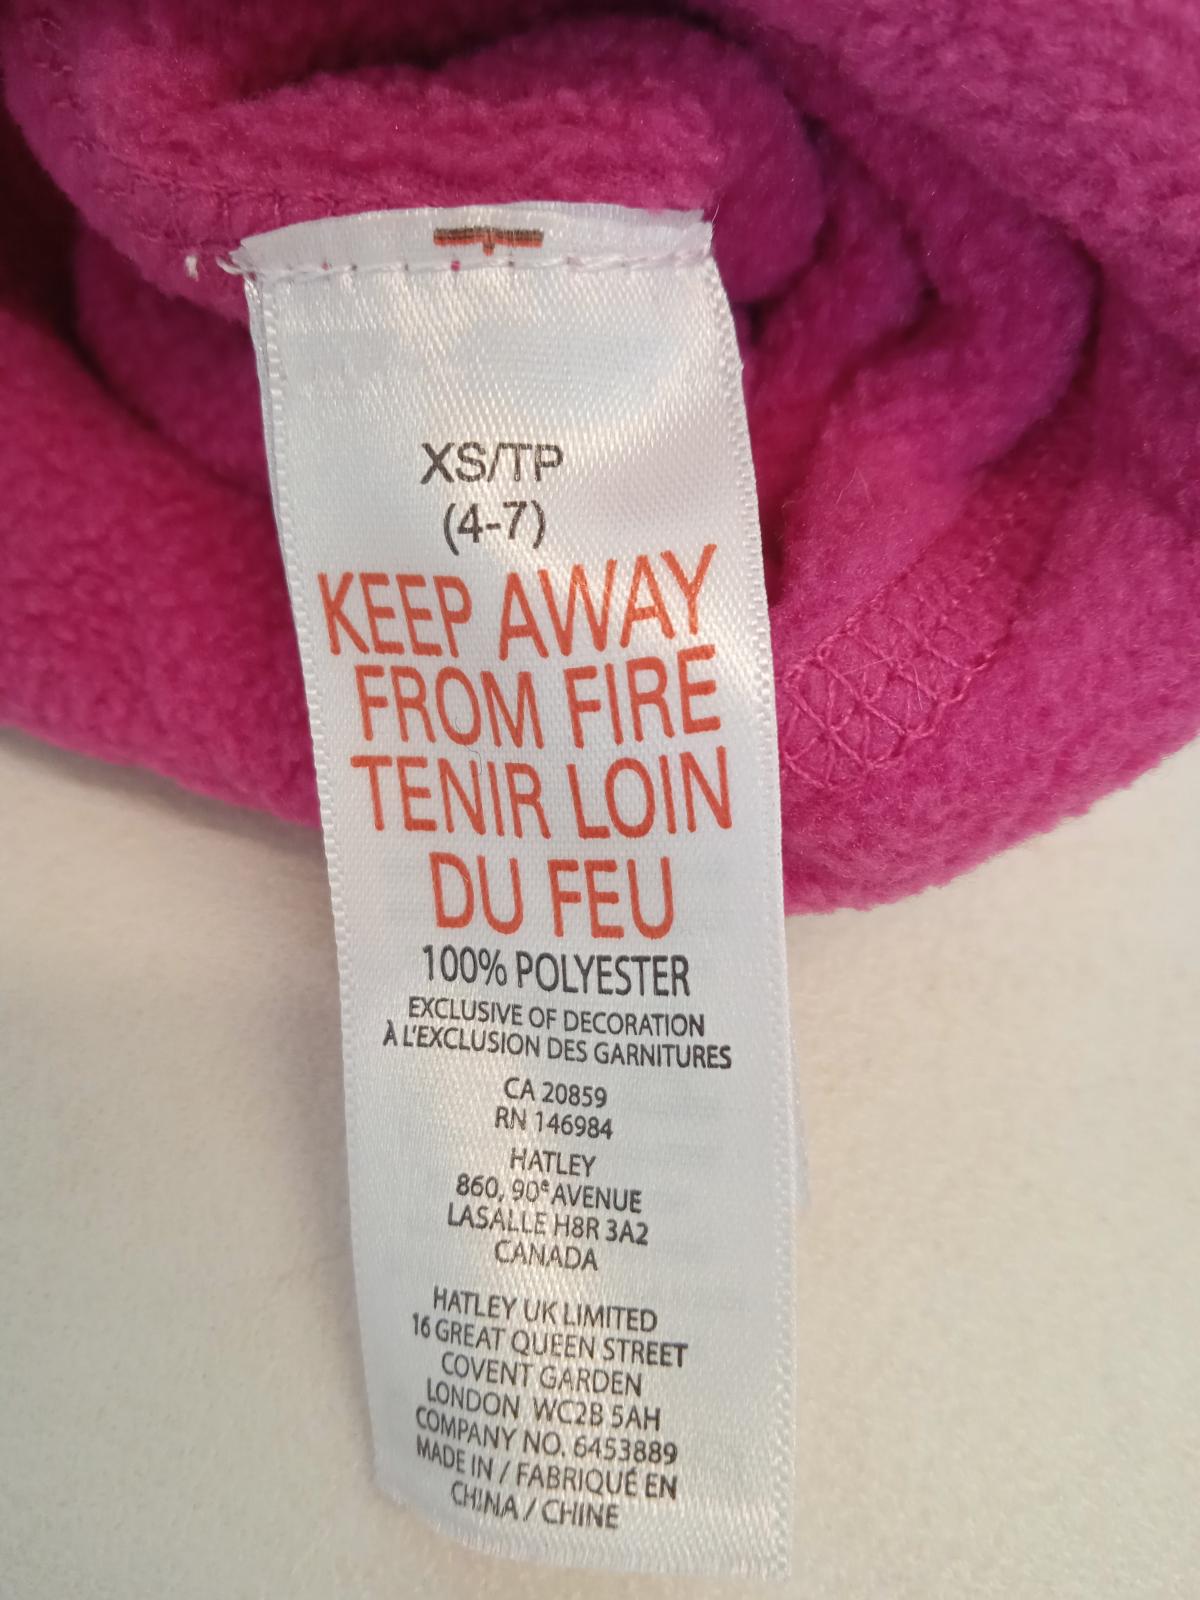 XS/TP
(4-7)
KEEP AWAY
FROM FIRE
TENIR LOIN
DU FEU
100% POLYESTER
EXCLUSIVE OF DECORATION
À L'EXCLUSION DES GARNITURES
CA 20859
RN 146984
HATLEY
860, 90ᵉ AVENUE
LASALLE H8R 3A2
CANADA
HATLEY UK LIMITED
16 GREAT QUEEN STREET
COVENT GARDEN
LONDON WC2B 5AH
COMPANY NO. 6453889
MADE IN / FABRIQUÉ EN
CHINA / CHINE